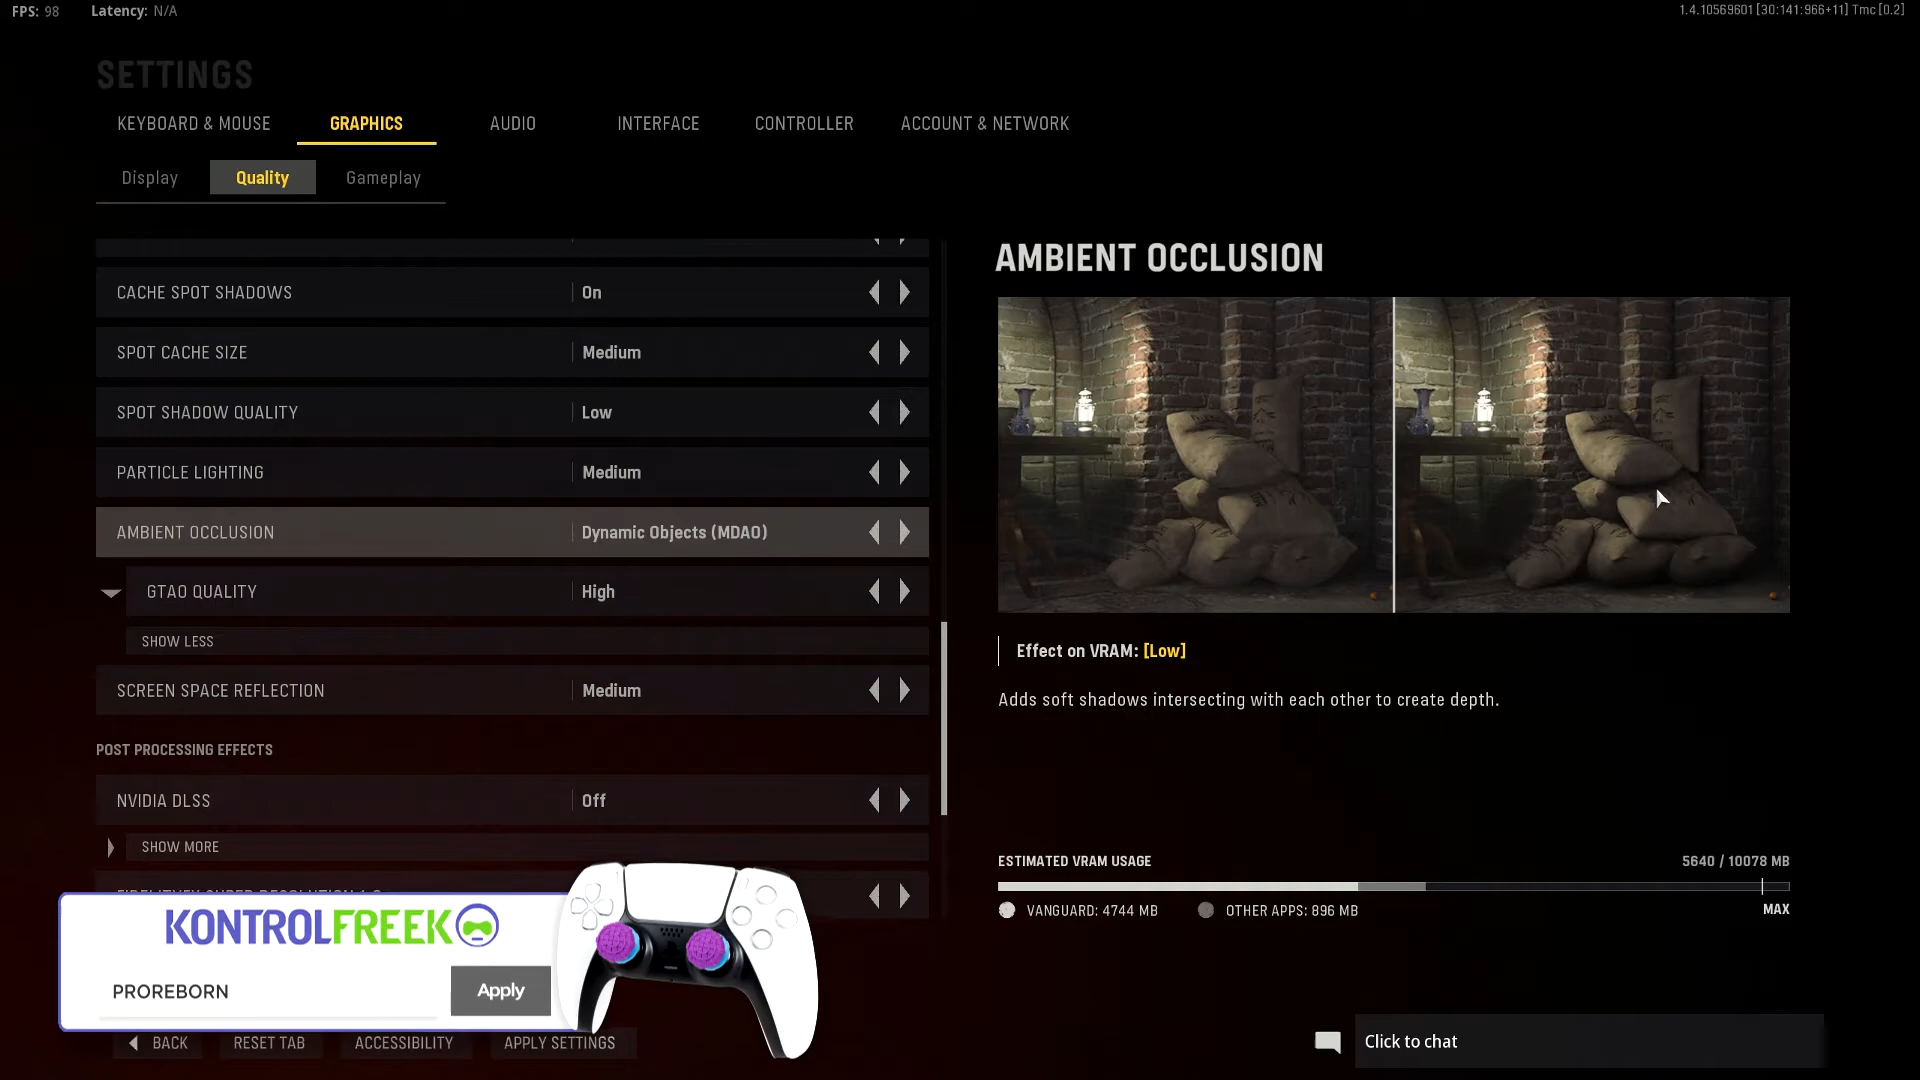 FPS: 98 Latency: N/A
1.4.10569601 [30:141:966+11] Tmc [0.2]
SETTINGS
KEYBOARD & MOUSE GRAPHICS AUDIO INTERFACE CONTROLLER ACCOUNT & NETWORK
Display Quality Gameplay
CACHE SPOT SHADOWS On
SPOT CACHE SIZE Medium
SPOT SHADOW QUALITY Low
PARTICLE LIGHTING Medium
AMBIENT OCCLUSION Dynamic Objects (MDAO)
GTAO QUALITY High
SHOW LESS
SCREEN SPACE REFLECTION Medium
POST PROCESSING EFFECTS
NVIDIA DLSS Off
SHOW MORE
AMBIENT OCCLUSION
Effect on VRAM: [Low]
Adds soft shadows intersecting with each other to create depth.
ESTIMATED VRAM USAGE 5640 / 10078 MB
VANGUARD: 4744 MB OTHER APPS: 896 MB MAX
KONTROLFREEK
PROREBORN Apply
BACK RESET TAB ACCESSIBILITY APPLY SETTINGS
Click to chat